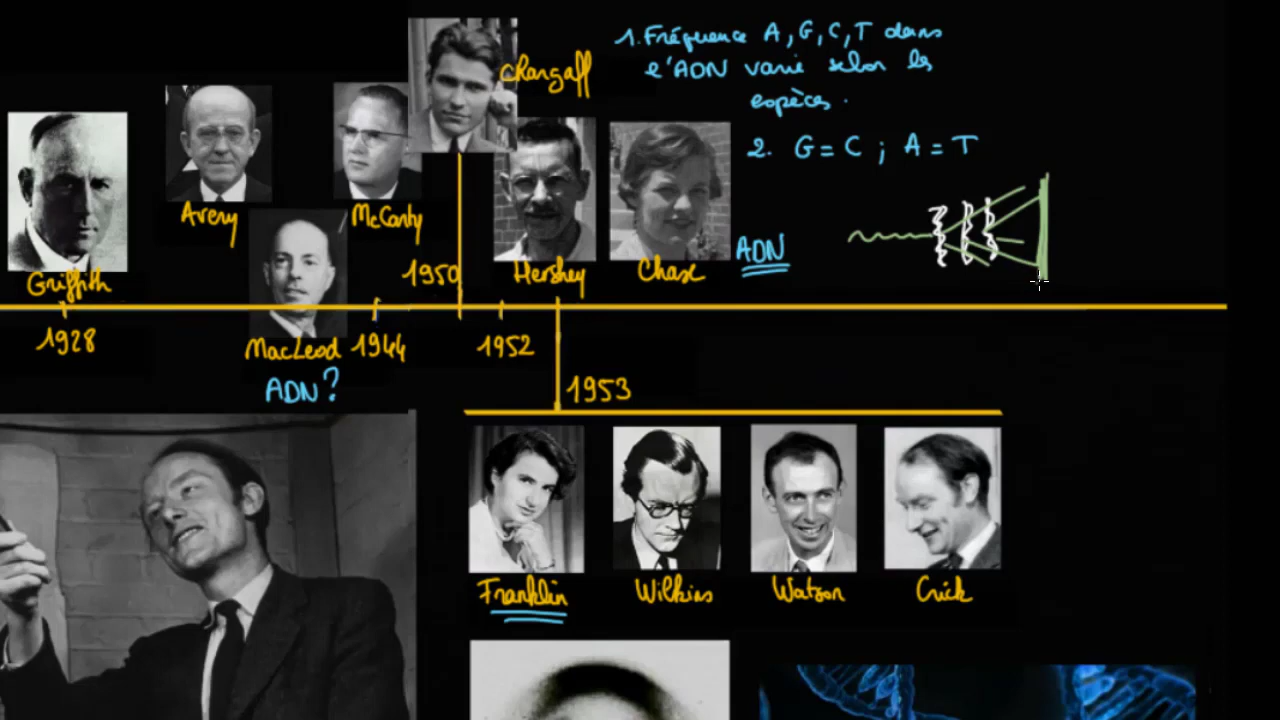 1. Fréquence A, G, C, T dans
l'ADN varie selon les
espèces.
2. G = C ; A = T
Chargaff
Avery
McCarty
Griffith
1950
Hershey
Chase
ADN
1928
MacLeod
1944
1952
ADN?
1953
Franklin
Wilkins
Watson
Crick